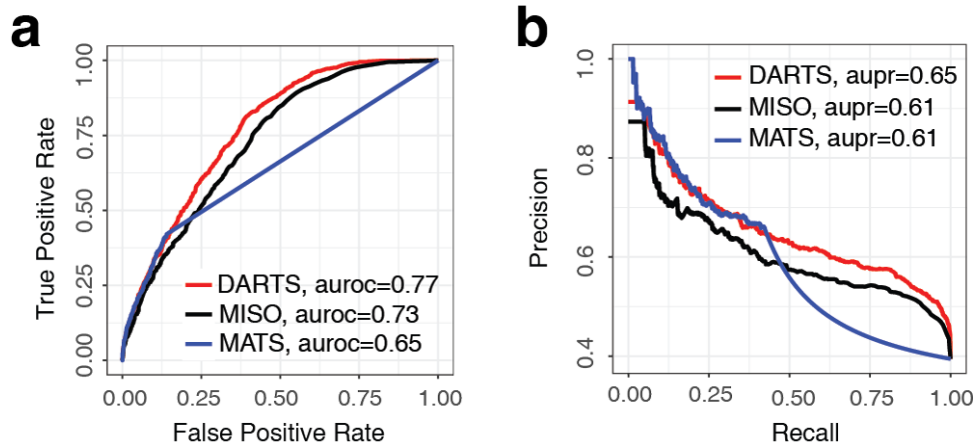 a
True Positive Rate
1.00
0.75
0.50
0.25
0.00
DARTS, auroc=0.77
MISO, auroc=0.73
MATS, auroc=0.65
0.00 0.25 0.50 0.75 1.00
False Positive Rate
b
Precision
1.0
0.8
0.6
0.4
DARTS, aupr=0.65
MISO, aupr=0.61
MATS, aupr=0.61
0.00 0.25 0.50 0.75 1.00
Recall